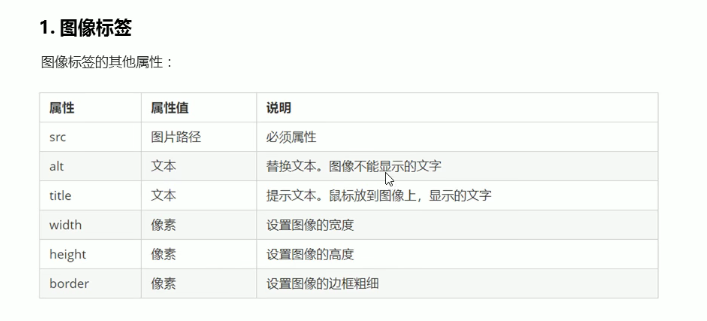 1. 图像标签
图像标签的其他属性：
属性 属性值 说明
src 图片路径 必须属性
alt 文本 替换文本。图像不能显示的文字
title 文本 提示文本。鼠标放到图像上，显示的文字
width 像素 设置图像的宽度
height 像素 设置图像的高度
border 像素 设置图像的边框粗细